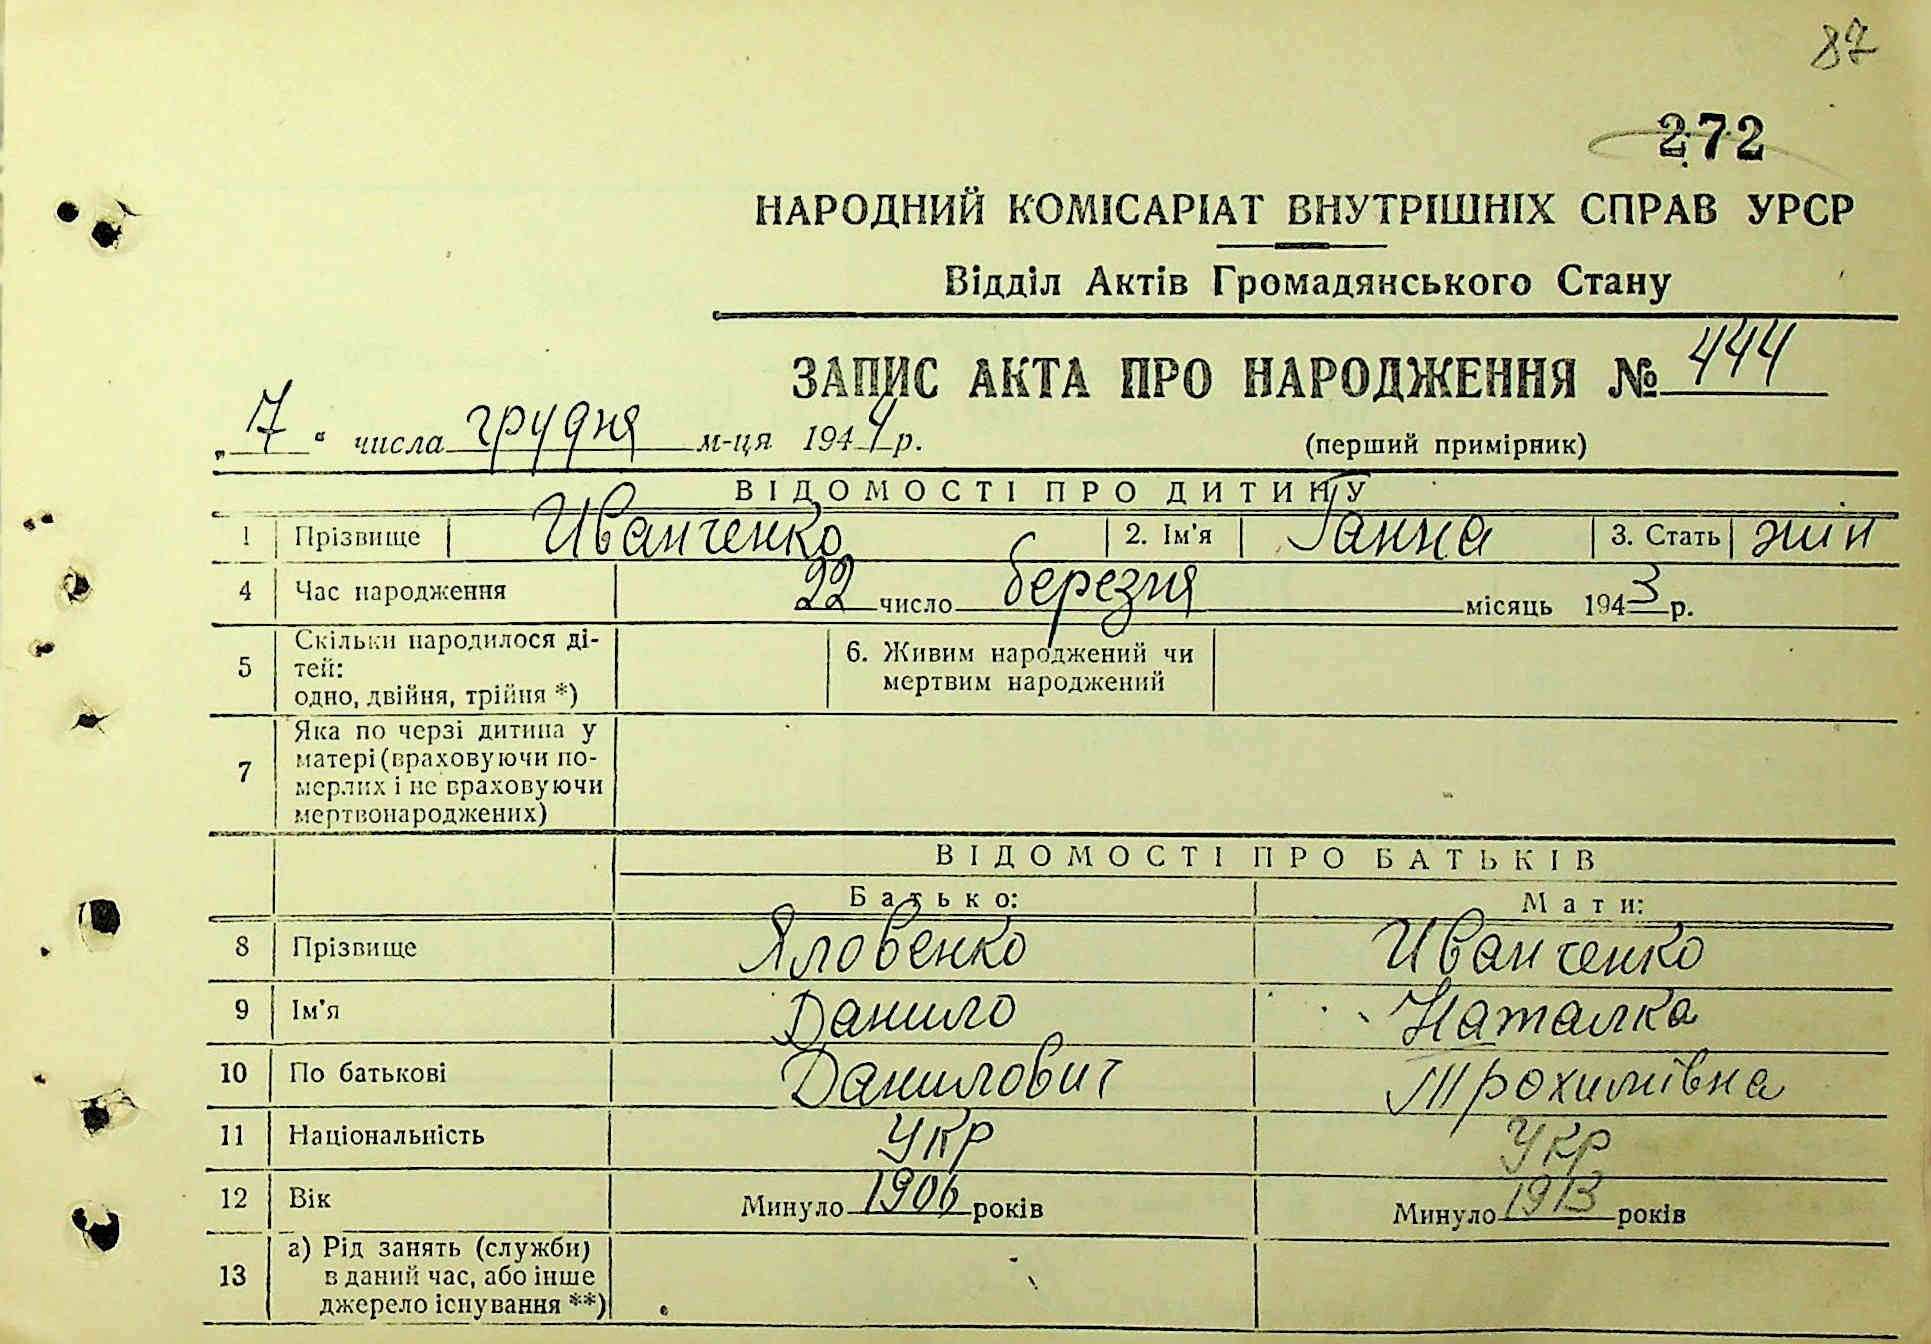 87
272
НАРОДНИЙ КОМІСАРІАТ ВНУТРІШНІХ СПРАВ УРСР
Відділ Актів Громадянського Стану
ЗАПИС АКТА ПРО НАРОДЖЕННЯ № 444
„7“ числа грудня м-ця 1944 р. (перший примірник)
ВІДОМОСТІ ПРО ДИТИНУ
1 Прізвище Иванченко 2. Ім'я Ганна 3. Стать жін
4 Час народження 22 число березня місяць 1943 р.
5 Скільки народилося ді-
тей:
одно, двійня, трійня *)
6. Живим народжений чи
мертвим народжений
7 Яка по черзі дитина у
матері (враховуючи по-
мерлих і не враховуючи
мертвонароджених)
ВІДОМОСТІ ПРО БАТЬКІВ
Батько: Мати:
8 Прізвище Яловенко Иванченко
9 Ім'я Данило Наталка
10 По батькові Данилович Трохимівна
11 Національність Укр Укр
12 Вік Минуло 1906 років Минуло 1913 років
13 а) Рід занять (служби)
в даний час, або інше
джерело існування **)